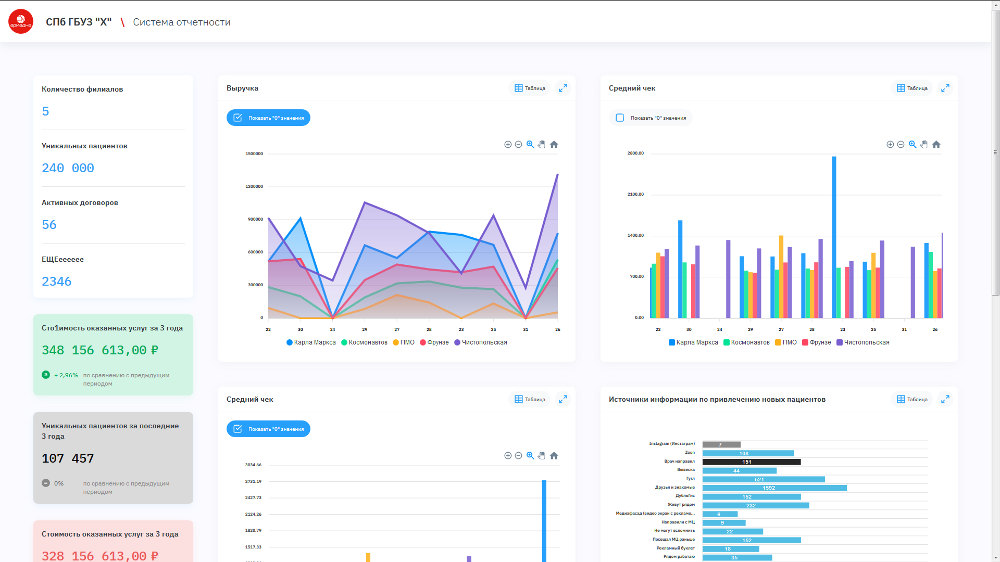 ариадна
СПб ГБУЗ "Х" \ Система отчетности
Количество филиалов
5
Уникальных пациентов
240 000
Активных договоров
56
ЕЩЕееееее
2346
Сто1имость оказанных услуг за 3 года
348 156 613,00 ₽
+ 2,96% по сравнению с предыдущим
периодом
Уникальных пациентов за последние
3 года
107 457
0% по сравнению с предыдущим
периодом
Стоимость оказанных услуг за 3 года
328 156 613,00 ₽
Выручка
Таблица
Показать "0" значения
1500000
1200000
900000
600000
300000
0
22 30 24 29 27 28 23 25 31 26
Карла Маркса Космонавтов ПМО Фрунзе Чистопольская
Средний чек
Таблица
Показать "0" значения
2800.00
2100.00
1400.00
700.00
0.00
22 30 24 29 27 28 23 25 31 26
Карла Маркса Космонавтов ПМО Фрунзе Чистопольская
Средний чек
Таблица
Показать "0" значения
3034.66
2731.19
2427.73
2124.26
1820.79
1517.33
Источники информации по привлечению новых пациентов
Таблица
Instagram (Инстаграм) 7
Zoon 108
Врач направил 151
Вывеска 44
Гугл 521
Друзья и знакомые 1592
ДубльГис 152
Живут рядом 232
Медиафасад (видео экран с рекламо... 6
Направили с МЦ 9
Не могут вспомнить 22
Посещал МЦ раньше 152
Рекламный буклет 18
Рядом работаю 35